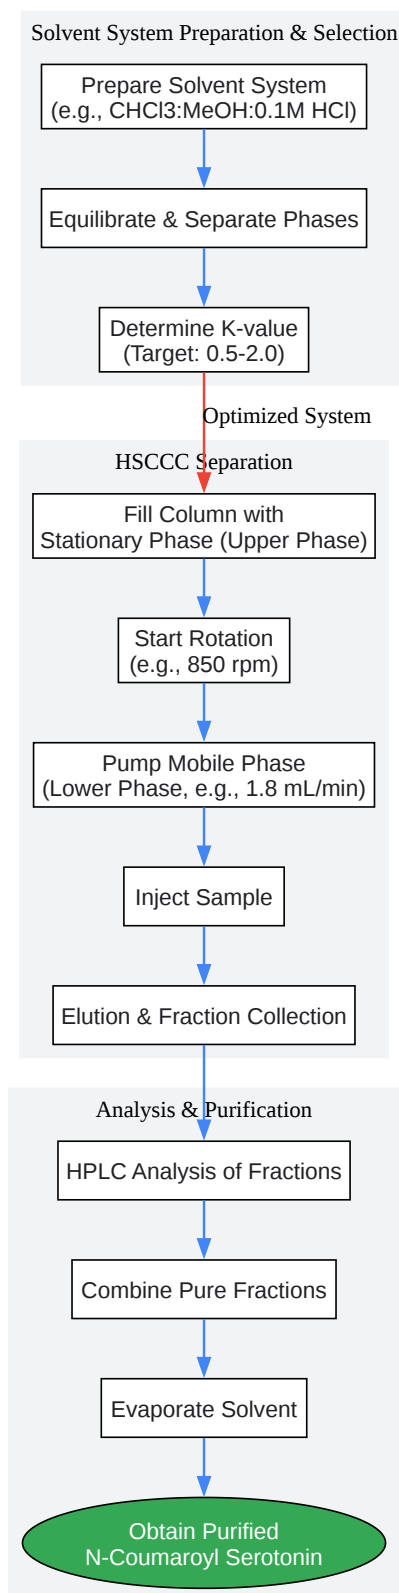 Solvent System Preparation & Selection
Prepare Solvent System
(e.g., CHCl3:MeOH:0.1M HCl)
Equilibrate & Separate Phases
Determine K-value
(Target: 0.5-2.0)
Optimized System
HSCCC Separation
Fill Column with
Stationary Phase (Upper Phase)
Start Rotation
(e.g., 850 rpm)
Pump Mobile Phase
(Lower Phase, e.g., 1.8 mL/min)
Inject Sample
Elution & Fraction Collection
Analysis & Purification
HPLC Analysis of Fractions
Combine Pure Fractions
Evaporate Solvent
Obtain Purified
N-Coumaroyl Serotonin